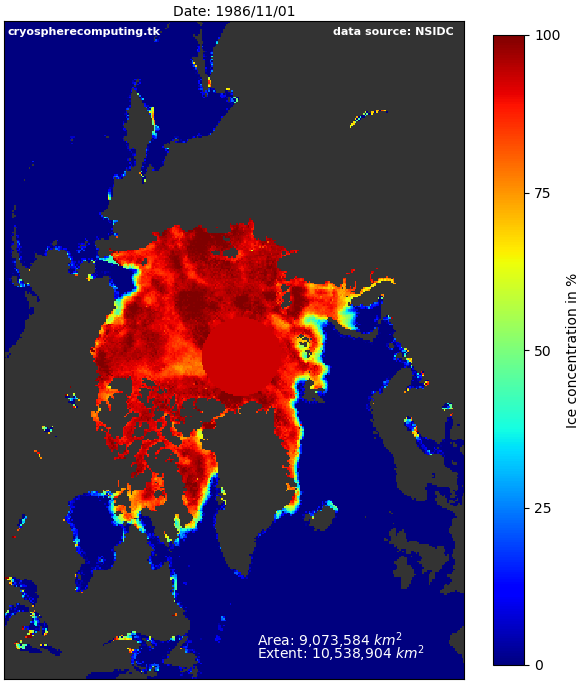 Date: 1986/11/01
cryospherecomputing.tk
data source: NSIDC
100
75
50
25
0
Ice concentration in %
Area: 9,073,584 km²
Extent: 10,538,904 km²